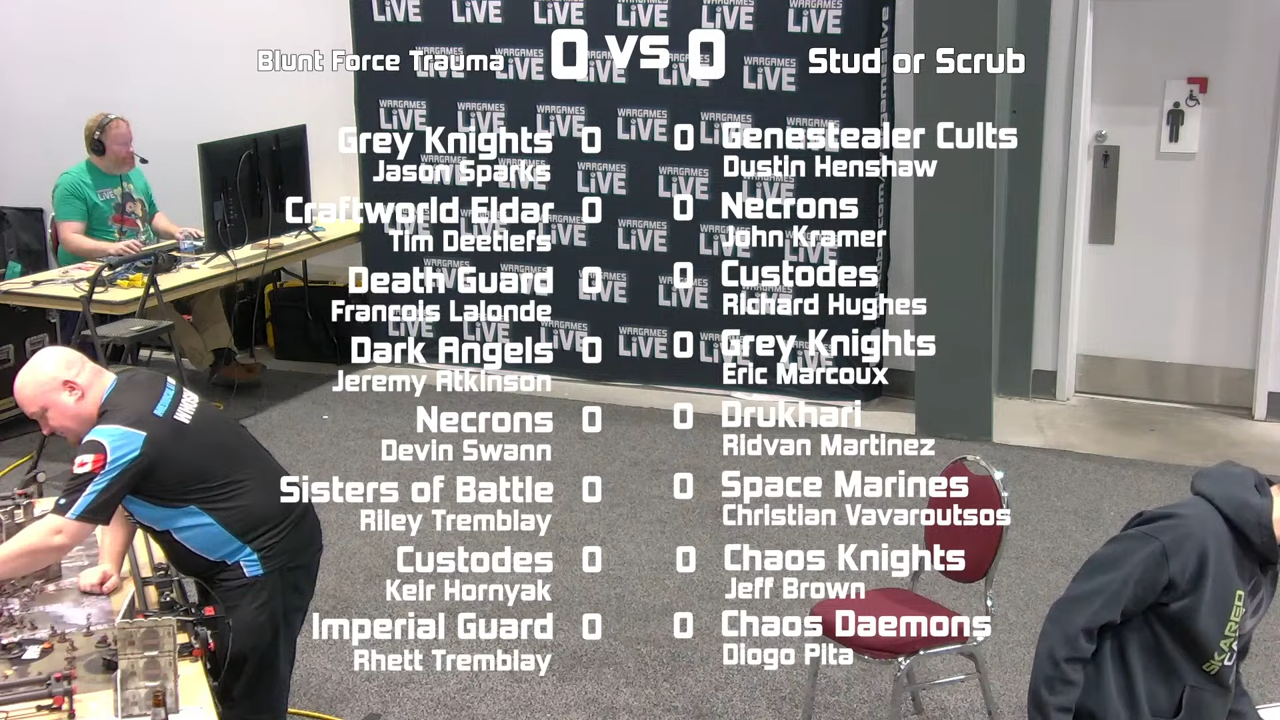 Blunt Force Trauma 0 vs 0 Stud or Scrub
Grey Knights 0 0 Genestealer Cults
Jason Sparks Dustin Henshaw
Craftworld Eldar 0 0 Necrons
Tim Deetlefs John Kramer
Death Guard 0 0 Custodes
Francois Lalonde Richard Hughes
Dark Angels 0 0 Grey Knights
Jeremy Atkinson Eric Marcoux
Necrons 0 0 Drukhari
Devin Swann Ridvan Martinez
Sisters of Battle 0 0 Space Marines
Riley Tremblay Christian Vavaroutsos
Custodes 0 0 Chaos Knights
Keir Hornyak Jeff Brown
Imperial Guard 0 0 Chaos Daemons
Rhett Tremblay Diogo Pita
WARGAMES LiVE
SKARED